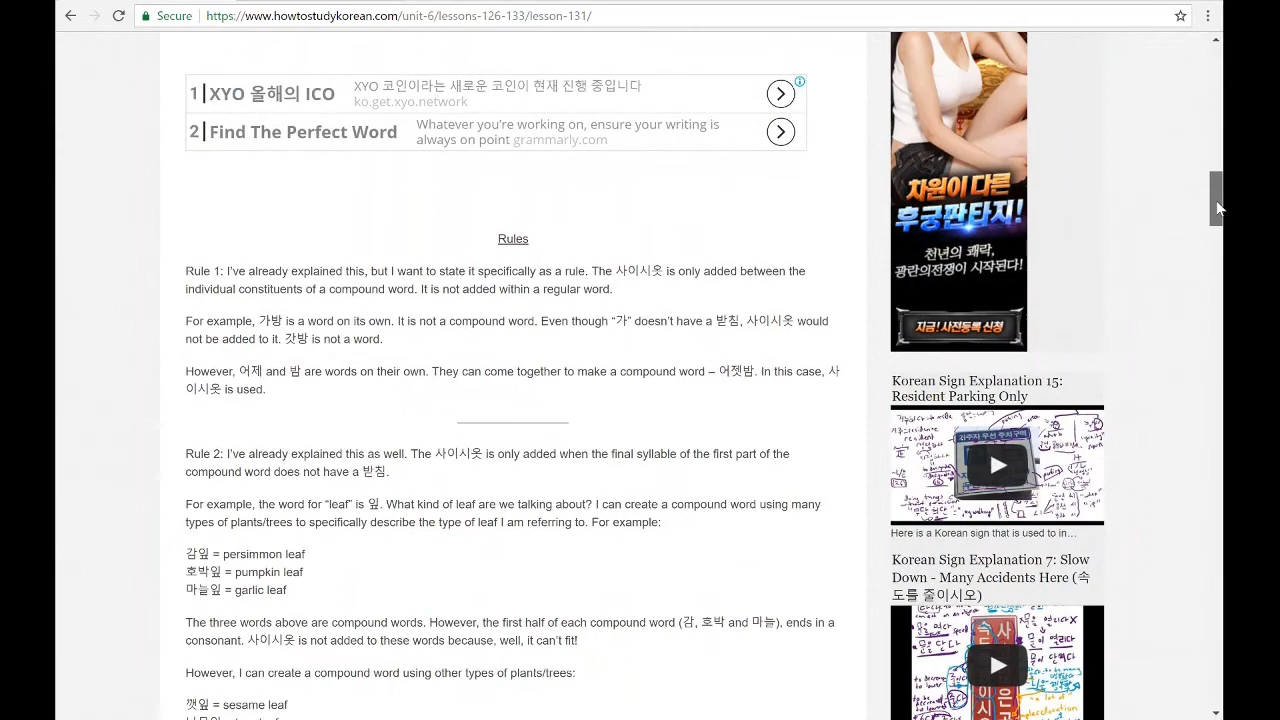 Secure
https://www.howtostudykorean.com/unit-6/lessons-126-133/lesson-131/
1 XYO 올해의 ICO
XYO 코인이라는 새로운 코인이 현재 진행 중입니다
ko.get.xyo.network
2 Find The Perfect Word
Whatever you're working on, ensure your writing is
always on point grammarly.com
Rules
Rule 1: I've already explained this, but I want to state it specifically as a rule. The 사이시옷 is only added between the
individual constituents of a compound word. It is not added within a regular word.
For example, 가방 is a word on its own. It is not a compound word. Even though “가” doesn't have a 받침, 사이시옷 would
not be added to it. 갓방 is not a word.
However, 어제 and 밤 are words on their own. They can come together to make a compound word – 어젯밤. In this case, 사
이시옷 is used.
Rule 2: I've already explained this as well. The 사이시옷 is only added when the final syllable of the first part of the
compound word does not have a 받침.
For example, the word for “leaf” is 잎. What kind of leaf are we talking about? I can create a compound word using many
types of plants/trees to specifically describe the type of leaf I am referring to. For example:
감잎 = persimmon leaf
호박잎 = pumpkin leaf
마늘잎 = garlic leaf
The three words above are compound words. However, the first half of each compound word (감, 호박 and 마늘), ends in a
consonant. 사이시옷 is not added to these words because, well, it can't fit!
However, I can create a compound word using other types of plants/trees:
깻잎 = sesame leaf
차원이 다른
후궁판타지!
천년의 쾌락,
광란의전쟁이 시작된다!
지금! 사전등록 신청
Korean Sign Explanation 15:
Resident Parking Only
거주자 우선 주차구역
Here is a Korean sign that is used to in…
Korean Sign Explanation 7: Slow
Down - Many Accidents Here (속
도를 줄이시오)